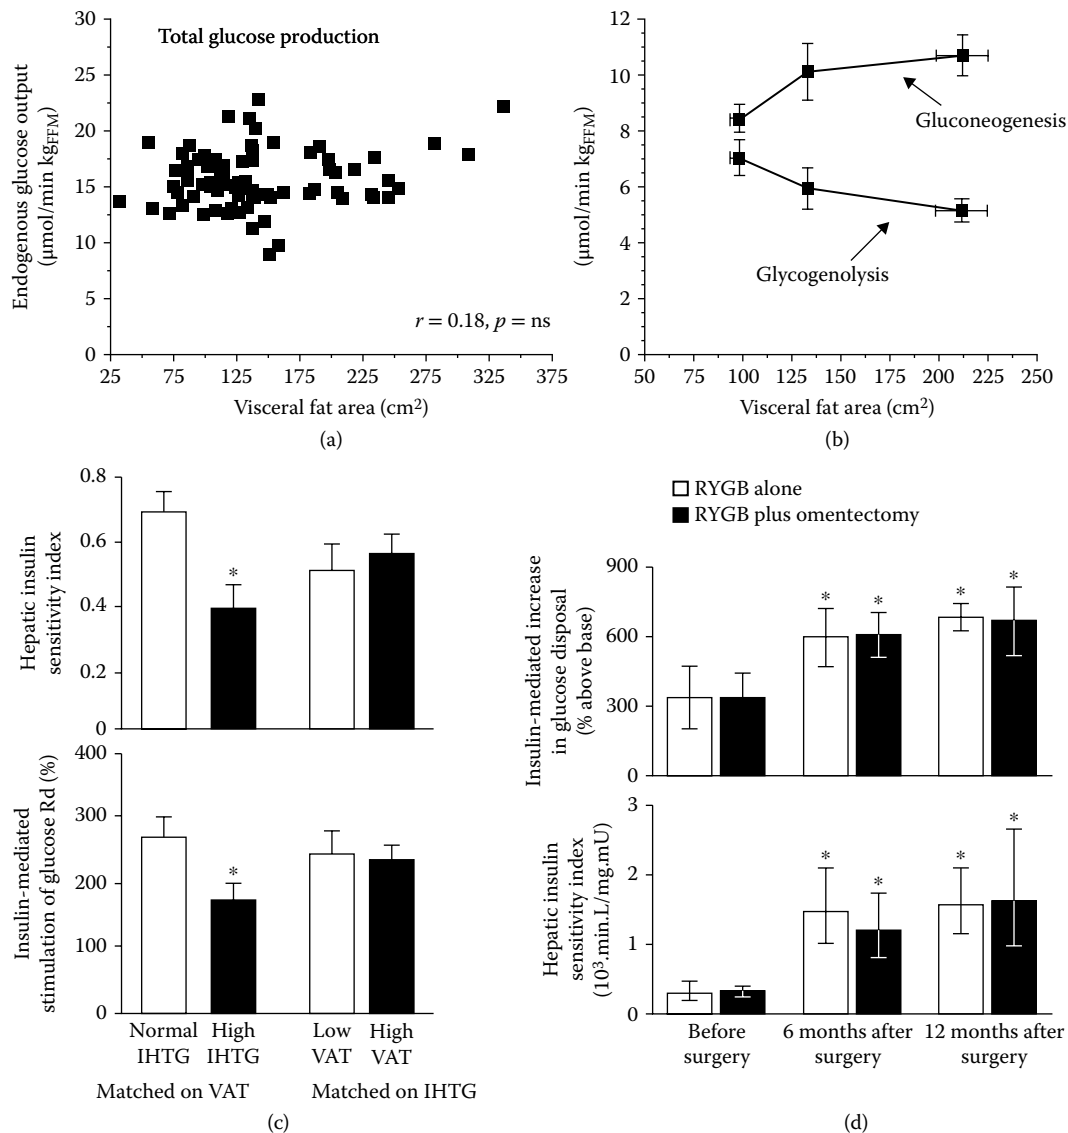 Total glucose production
Endogenous glucose output
(µmol/min kgFFM)
30
25
20
15
10
5
0
r = 0.18, p = ns
25 75 125 175 225 275 325 375
Visceral fat area (cm²)
(a)
(µmol/min kgFFM)
12
10
8
6
4
2
0
Gluconeogenesis
Glycogenolysis
50 75 100 125 150 175 200 225 250
Visceral fat area (cm²)
(b)
Hepatic insulin
sensitivity index
0.8
0.6
0.4
0.2
0
*
Insulin-mediated
stimulation of glucose Rd (%)
400
300
200
100
0
*
Normal IHTG
High IHTG
Low VAT
High VAT
Matched on VAT
Matched on IHTG
(c)
RYGB alone
RYGB plus omentectomy
Insulin-mediated increase
in glucose disposal
(% above base)
900
600
300
0
* * * *
Hepatic insulin
sensitivity index
(10³.min.L/mg.mU)
3
2
1
0
* * * *
Before surgery
6 months after surgery
12 months after surgery
(d)